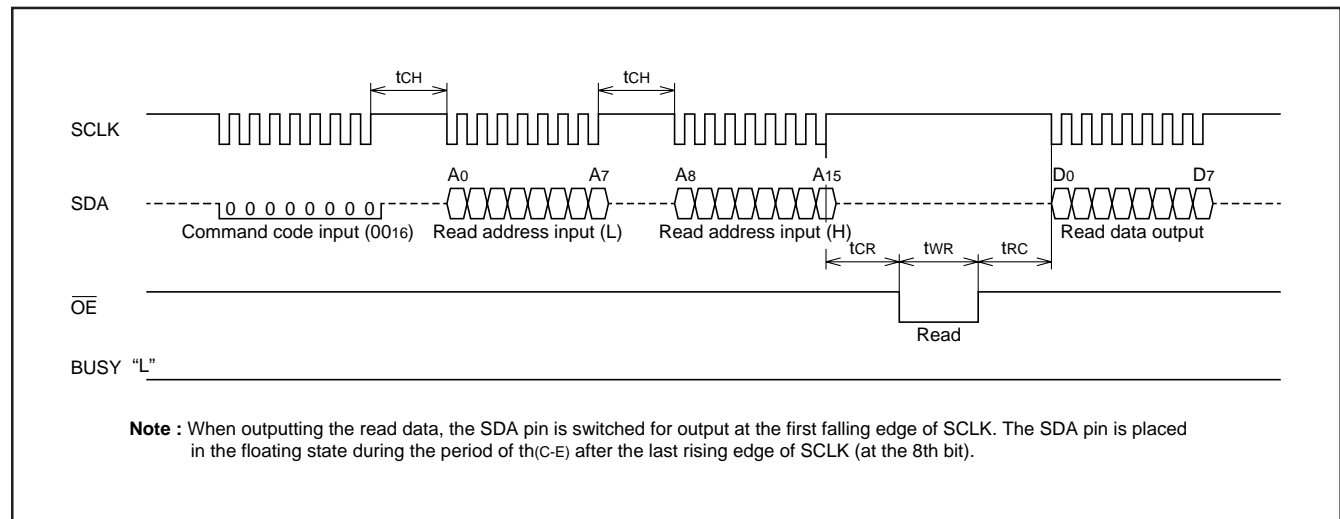 tCH tCH
SCLK
A0 A7 A8 A15 D0 D7
SDA
0 0 0 0 0 0 0 0
Command code input (0016) Read address input (L) Read address input (H) Read data output
tCR tWR tRC
OE
Read
BUSY “L”
Note : When outputting the read data, the SDA pin is switched for output at the first falling edge of SCLK. The SDA pin is placed
in the floating state during the period of th(C-E) after the last rising edge of SCLK (at the 8th bit).